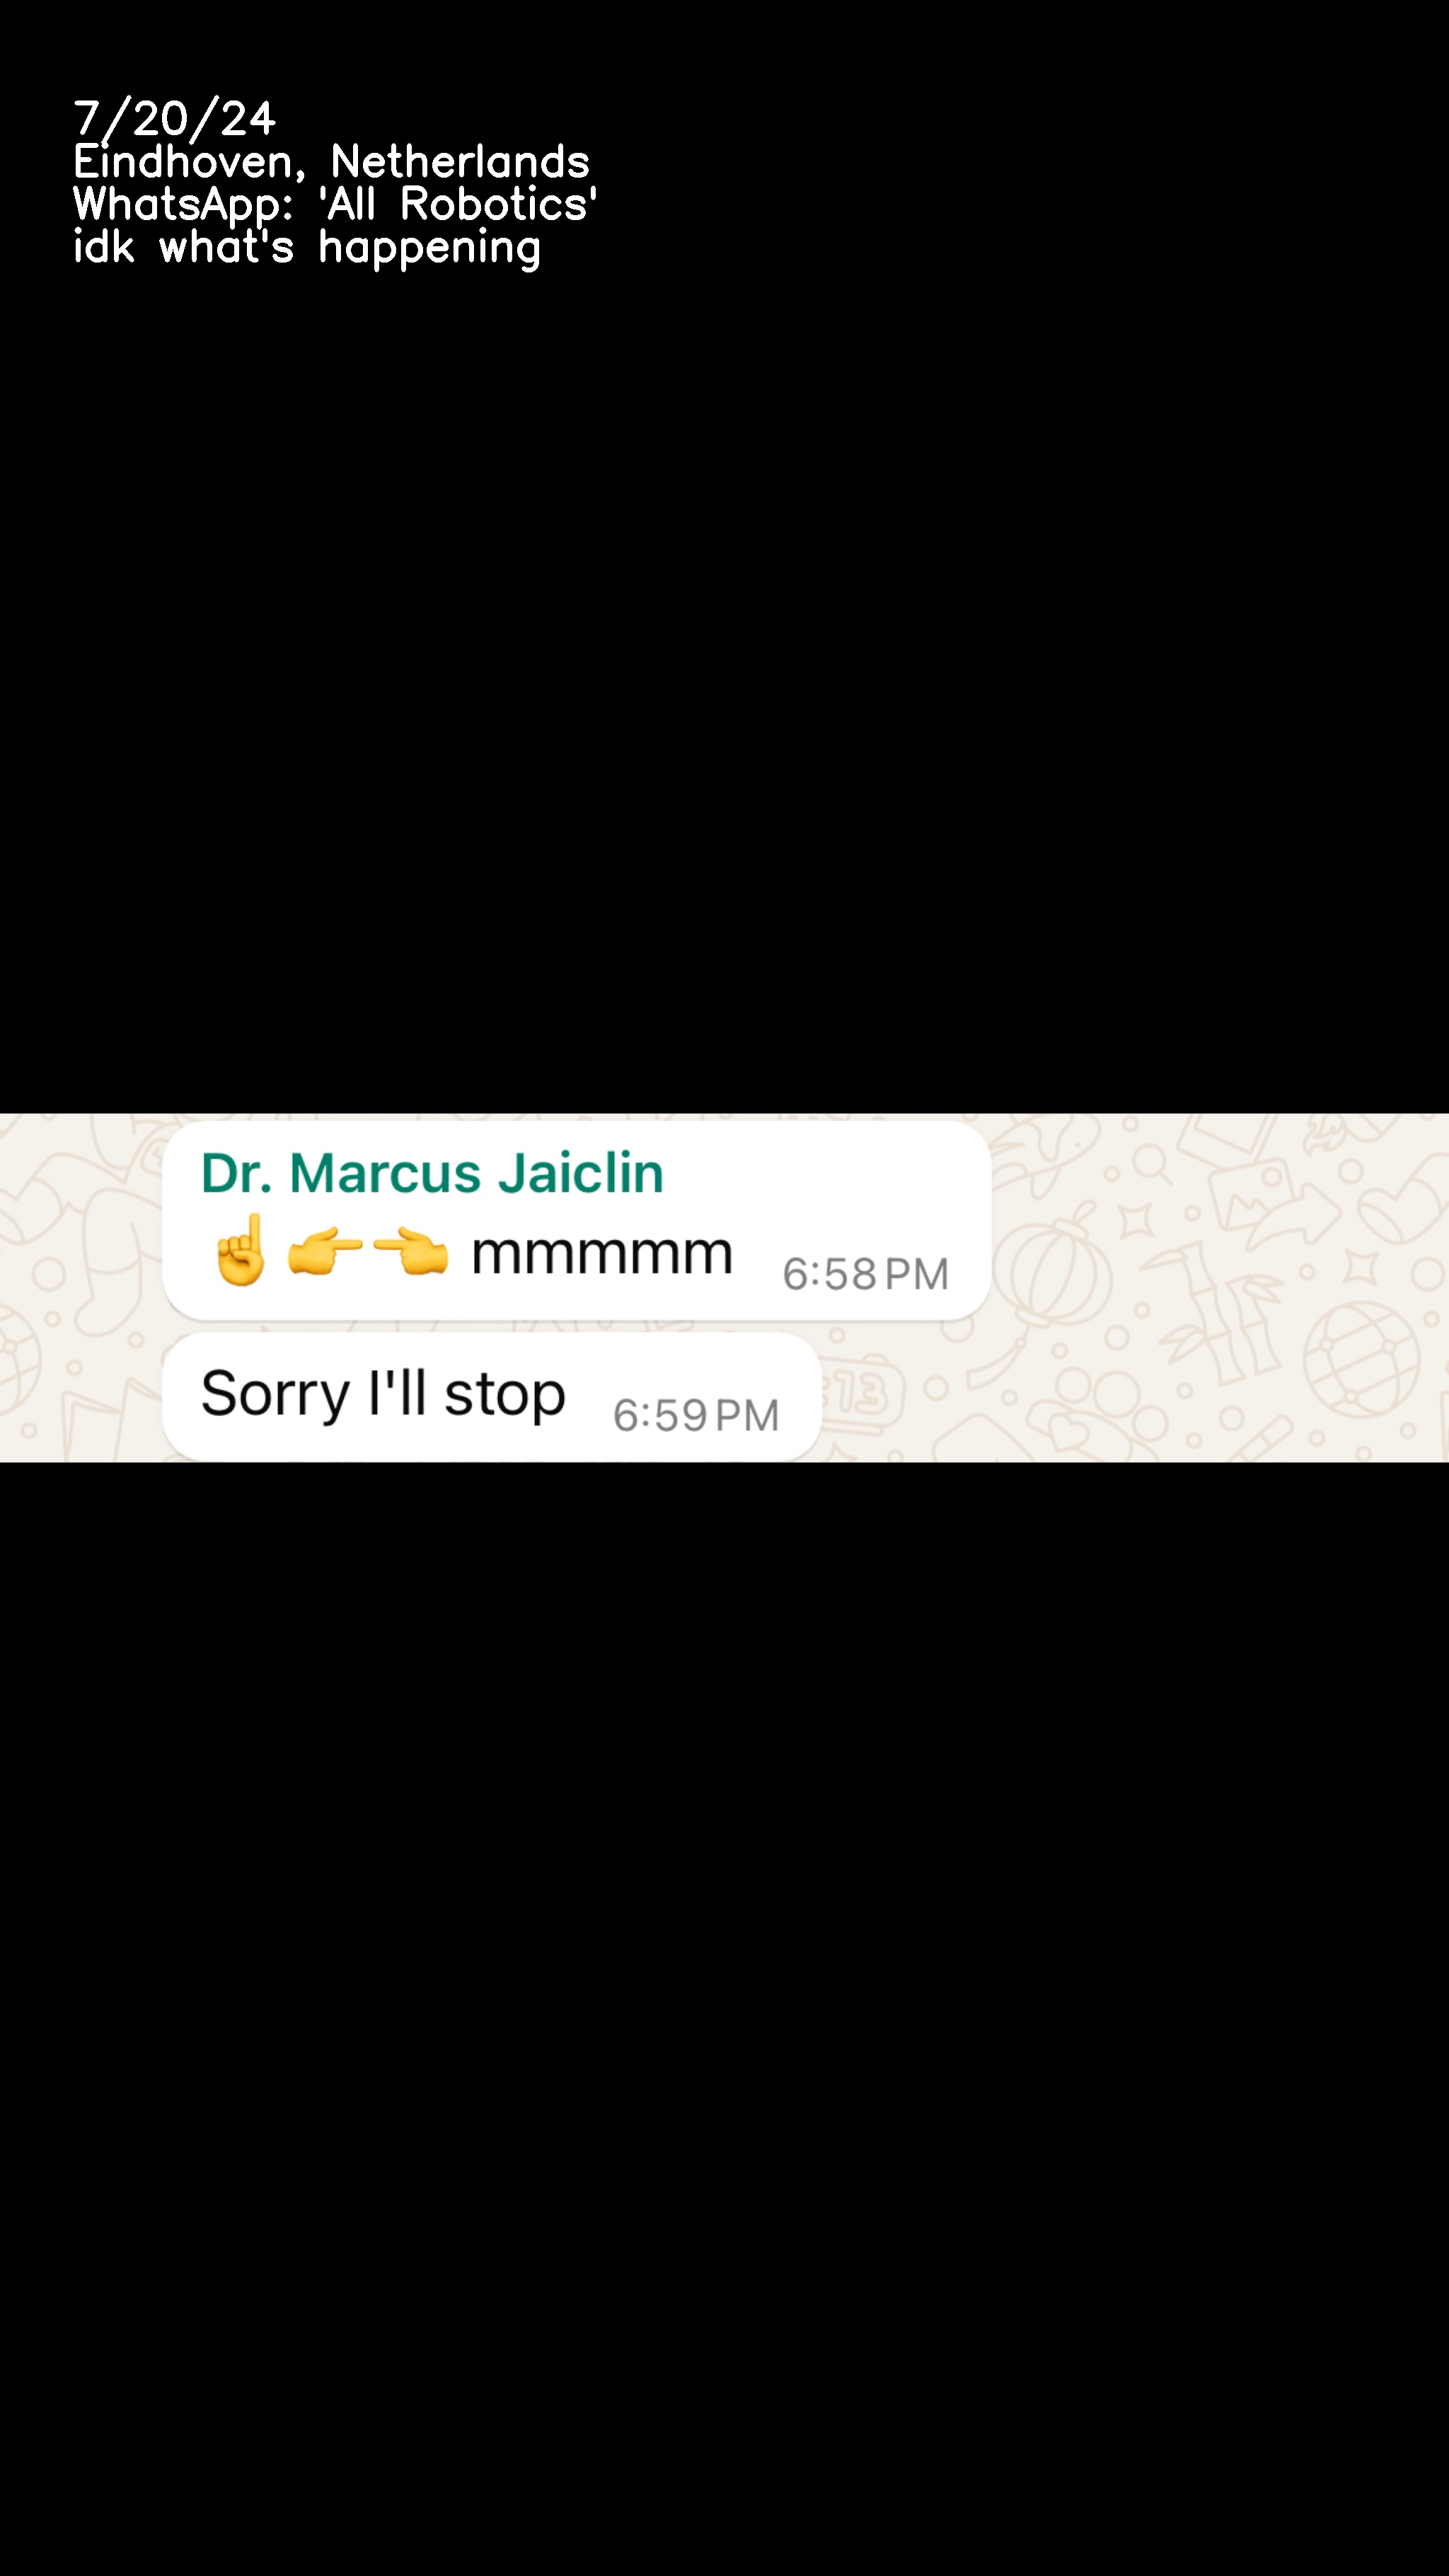 7/20/24
Eindhoven, Netherlands
WhatsApp: 'All Robotics'
idk what's happening
Dr. Marcus Jaiclin
☝️👉👈 mmmmm 6:58 PM
Sorry I'll stop 6:59 PM